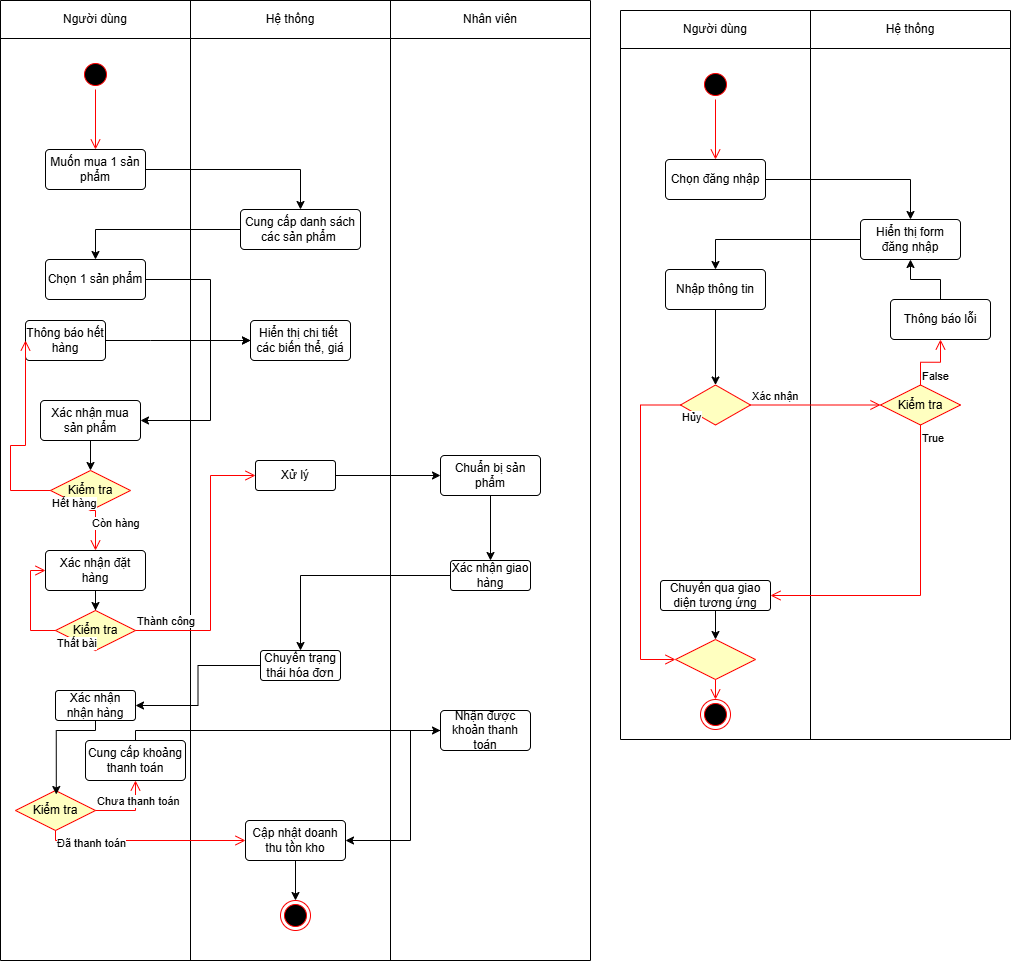 Người dùng
Hệ thống
Nhân viên
Muốn mua 1 sản
phẩm
Cung cấp danh sách
các sản phẩm
Chọn 1 sản phẩm
Thông báo hết
hàng
Hiển thị chi tiết
các biến thể, giá
Xác nhận mua
sản phẩm
Kiểm tra
Hết hàng
Còn hàng
Xử lý
Chuẩn bị sản
phẩm
Xác nhận đặt
hàng
Xác nhận giao
hàng
Kiểm tra
Thành công
Thất bài
Chuyển trạng
thái hóa đơn
Xác nhận
nhận hàng
Cung cấp khoảng
thanh toán
Nhận được
khoản thanh
toán
Kiểm tra
Chưa thanh toán
Đã thanh toán
Cập nhật doanh
thu tồn kho
Người dùng
Hệ thống
Chọn đăng nhập
Hiển thị form
đăng nhập
Nhập thông tin
Thông báo lỗi
False
Xác nhận
Kiểm tra
Hủy
True
Chuyển qua giao
diện tương ứng